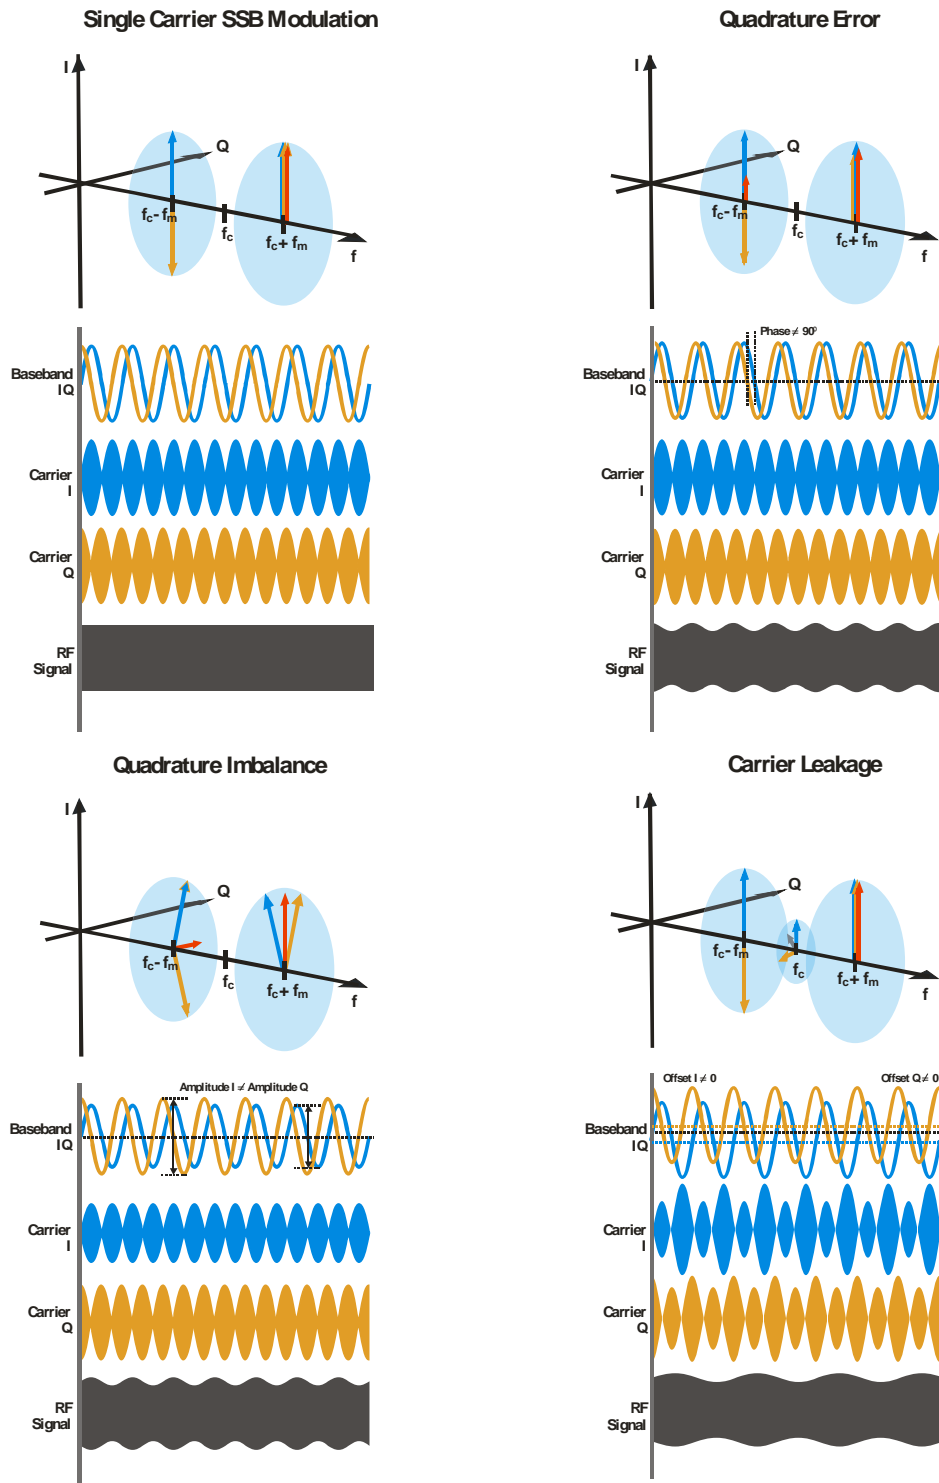 Single Carrier SSB Modulation
I
Q
fc- fm
fc
fc+ fm
f
Baseband
IQ
Carrier
I
Carrier
Q
RF
Signal
Quadrature Error
I
Q
fc- fm
fc
fc+ fm
f
Phase ≠ 90°
Baseband
IQ
Carrier
I
Carrier
Q
RF
Signal
Quadrature Imbalance
I
Q
fc- fm
fc
fc+ fm
f
Amplitude I ≠ Amplitude Q
Baseband
IQ
Carrier
I
Carrier
Q
RF
Signal
Carrier Leakage
I
Q
fc- fm
fc
fc+ fm
f
Offset I ≠ 0
Offset Q ≠ 0
Baseband
IQ
Carrier
I
Carrier
Q
RF
Signal